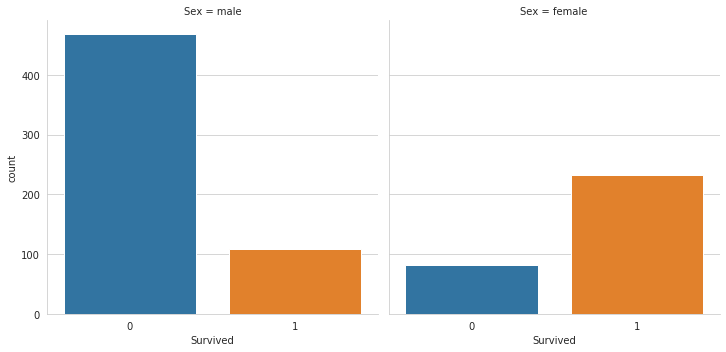 Sex = male
Sex = female
count
400
300
200
100
0
0
1
0
1
Survived
Survived